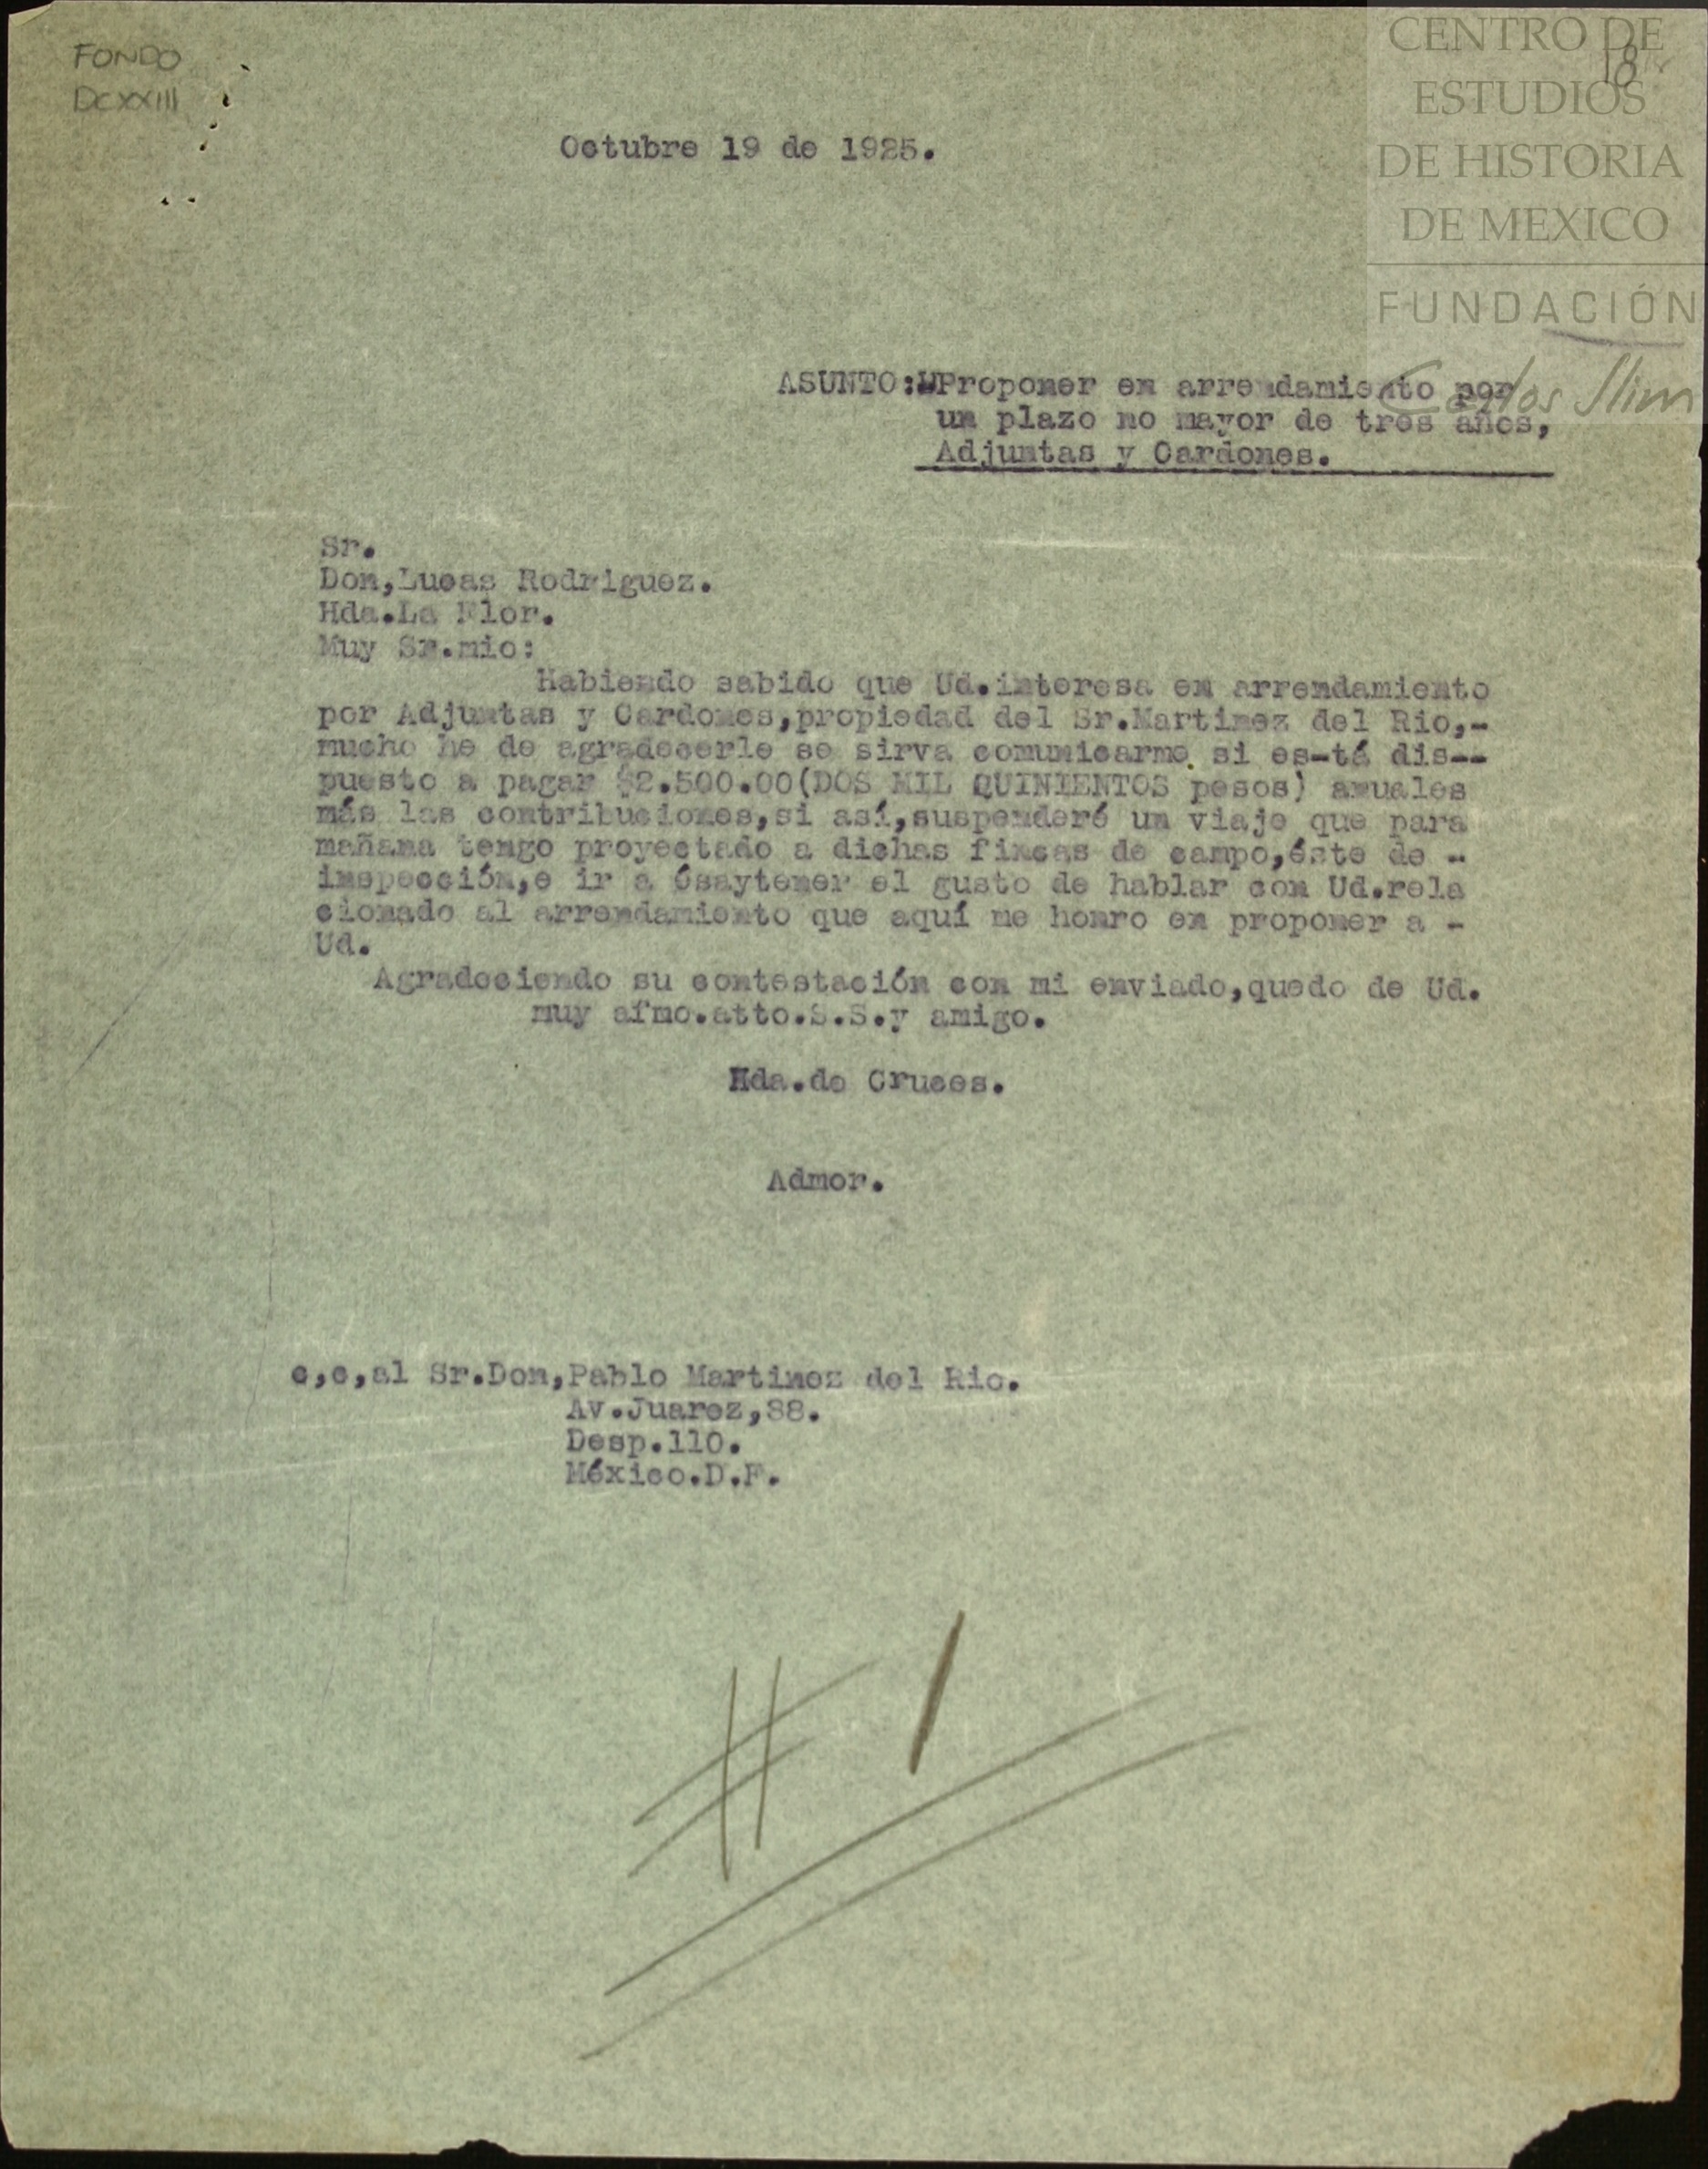 FONDO
DCXXIII
18
CENTRO DE
ESTUDIOS
DE HISTORIA
DE MEXICO
FUNDACIÓN
Carlos Slim
Octubre 19 de 1925.
ASUNTO: Proponer en arrendamiento por
un plazo no mayor de tres años,
Adjuntas y Cardones.
Sr.
Don,Lucas Rodriguez.
Hda.La Flor.
Muy Sr.mio:
Habiendo sabido que Ud.interesa en arrendamiento
por Adjuntas y Cardones,propiedad del Sr.Martinez del Rio,-
mucho he de agradecerle se sirva comunicarme si es-tá dis--
puesto a pagar $2.500.00(DOS MIL QUINIENTOS pesos) anuales
más las contribuciones,si así,suspenderé un viaje que para
mañana tengo proyectado a dichas fincas de campo,éste de -
inspección,e ir a ésaytener el gusto de hablar con Ud.rela
cionado al arrendamiento que aquí me honro en proponer a -
Ud.
Agradeciendo su contestación con mi enviado,quedo de Ud.
muy afmo.atto.S.S.y amigo.
Hda.de Cruces.
Admor.
c,c,al Sr.Don,Pablo Martinez del Rio.
Av.Juarez,88.
Desp.110.
México.D.F.
# 1